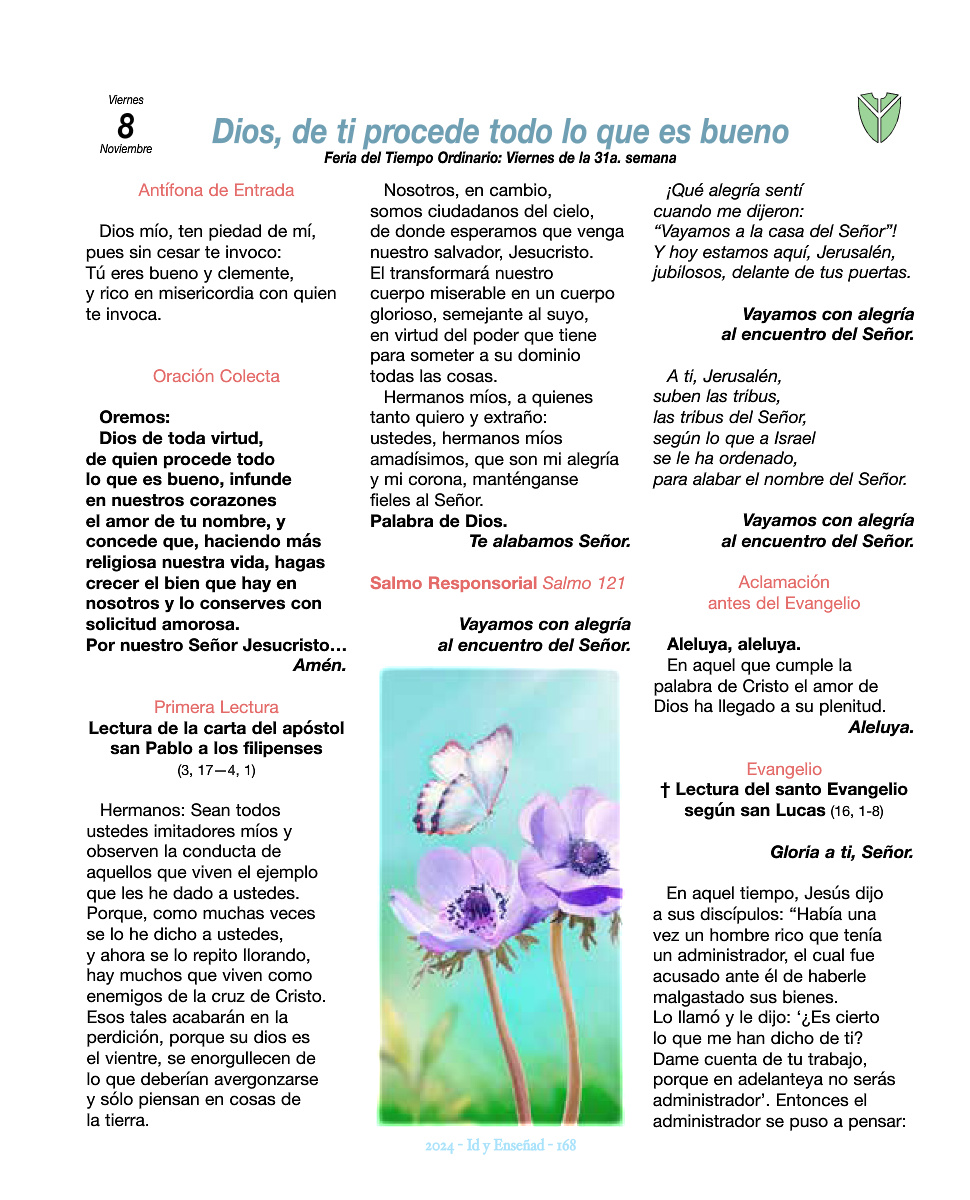 Viernes
8
Noviembre
Dios, de ti procede todo lo que es bueno
Feria del Tiempo Ordinario: Viernes de la 31a. semana
Antífona de Entrada
Dios mío, ten piedad de mí,
pues sin cesar te invoco:
Tú eres bueno y clemente,
y rico en misericordia con quien
te invoca.
Oración Colecta
Oremos:
Dios de toda virtud,
de quien procede todo
lo que es bueno, infunde
en nuestros corazones
el amor de tu nombre, y
concede que, haciendo más
religiosa nuestra vida, hagas
crecer el bien que hay en
nosotros y lo conserves con
solicitud amorosa.
Por nuestro Señor Jesucristo…
Amén.
Primera Lectura
Lectura de la carta del apóstol
san Pablo a los filipenses
(3, 17—4, 1)
Hermanos: Sean todos
ustedes imitadores míos y
observen la conducta de
aquellos que viven el ejemplo
que les he dado a ustedes.
Porque, como muchas veces
se lo he dicho a ustedes,
y ahora se lo repito llorando,
hay muchos que viven como
enemigos de la cruz de Cristo.
Esos tales acabarán en la
perdición, porque su dios es
el vientre, se enorgullecen de
lo que deberían avergonzarse
y sólo piensan en cosas de
la tierra.
Nosotros, en cambio,
somos ciudadanos del cielo,
de donde esperamos que venga
nuestro salvador, Jesucristo.
El transformará nuestro
cuerpo miserable en un cuerpo
glorioso, semejante al suyo,
en virtud del poder que tiene
para someter a su dominio
todas las cosas.
Hermanos míos, a quienes
tanto quiero y extraño:
ustedes, hermanos míos
amadísimos, que son mi alegría
y mi corona, manténganse
fieles al Señor.
Palabra de Dios.
Te alabamos Señor.
Salmo Responsorial Salmo 121
Vayamos con alegría
al encuentro del Señor.
¡Qué alegría sentí
cuando me dijeron:
“Vayamos a la casa del Señor”!
Y hoy estamos aquí, Jerusalén,
jubilosos, delante de tus puertas.
Vayamos con alegría
al encuentro del Señor.
A ti, Jerusalén,
suben las tribus,
las tribus del Señor,
según lo que a Israel
se le ha ordenado,
para alabar el nombre del Señor.
Vayamos con alegría
al encuentro del Señor.
Aclamación
antes del Evangelio
Aleluya, aleluya.
En aquel que cumple la
palabra de Cristo el amor de
Dios ha llegado a su plenitud.
Aleluya.
Evangelio
† Lectura del santo Evangelio
según san Lucas (16, 1-8)
Gloria a ti, Señor.
En aquel tiempo, Jesús dijo
a sus discípulos: “Había una
vez un hombre rico que tenía
un administrador, el cual fue
acusado ante él de haberle
malgastado sus bienes.
Lo llamó y le dijo: ‘¿Es cierto
lo que me han dicho de ti?
Dame cuenta de tu trabajo,
porque en adelanteya no serás
administrador’. Entonces el
administrador se puso a pensar:
2024 - Id y Enseñad - 168